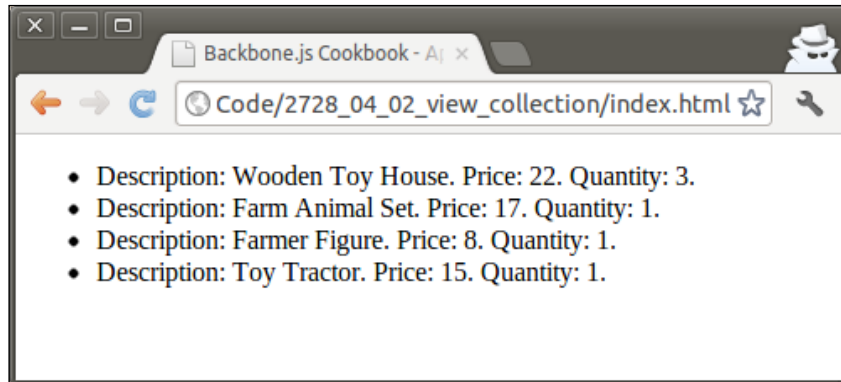 Backbone.js Cookbook - A
Code/2728_04_02_view_collection/index.html
Description: Wooden Toy House. Price: 22. Quantity: 3.
Description: Farm Animal Set. Price: 17. Quantity: 1.
Description: Farmer Figure. Price: 8. Quantity: 1.
Description: Toy Tractor. Price: 15. Quantity: 1.